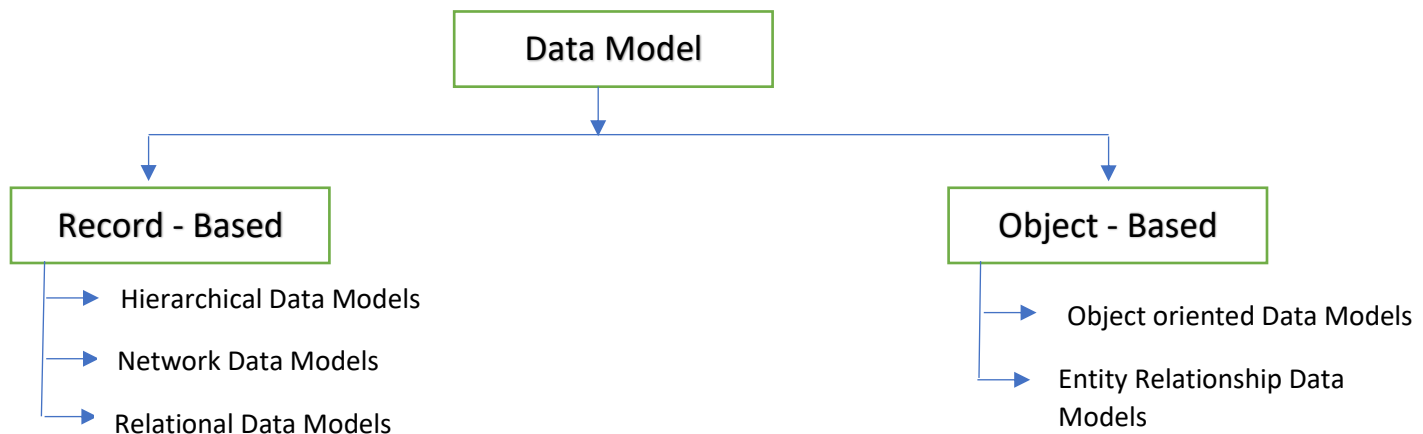 Data Model
Record - Based
Hierarchical Data Models
Network Data Models
Relational Data Models
Object - Based
Object oriented Data Models
Entity Relationship Data
Models